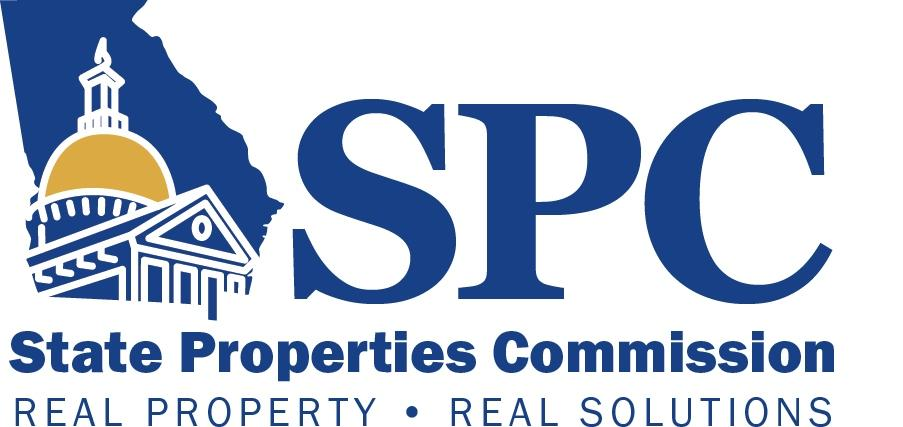 SPC
State Properties Commission
REAL PROPERTY • REAL SOLUTIONS